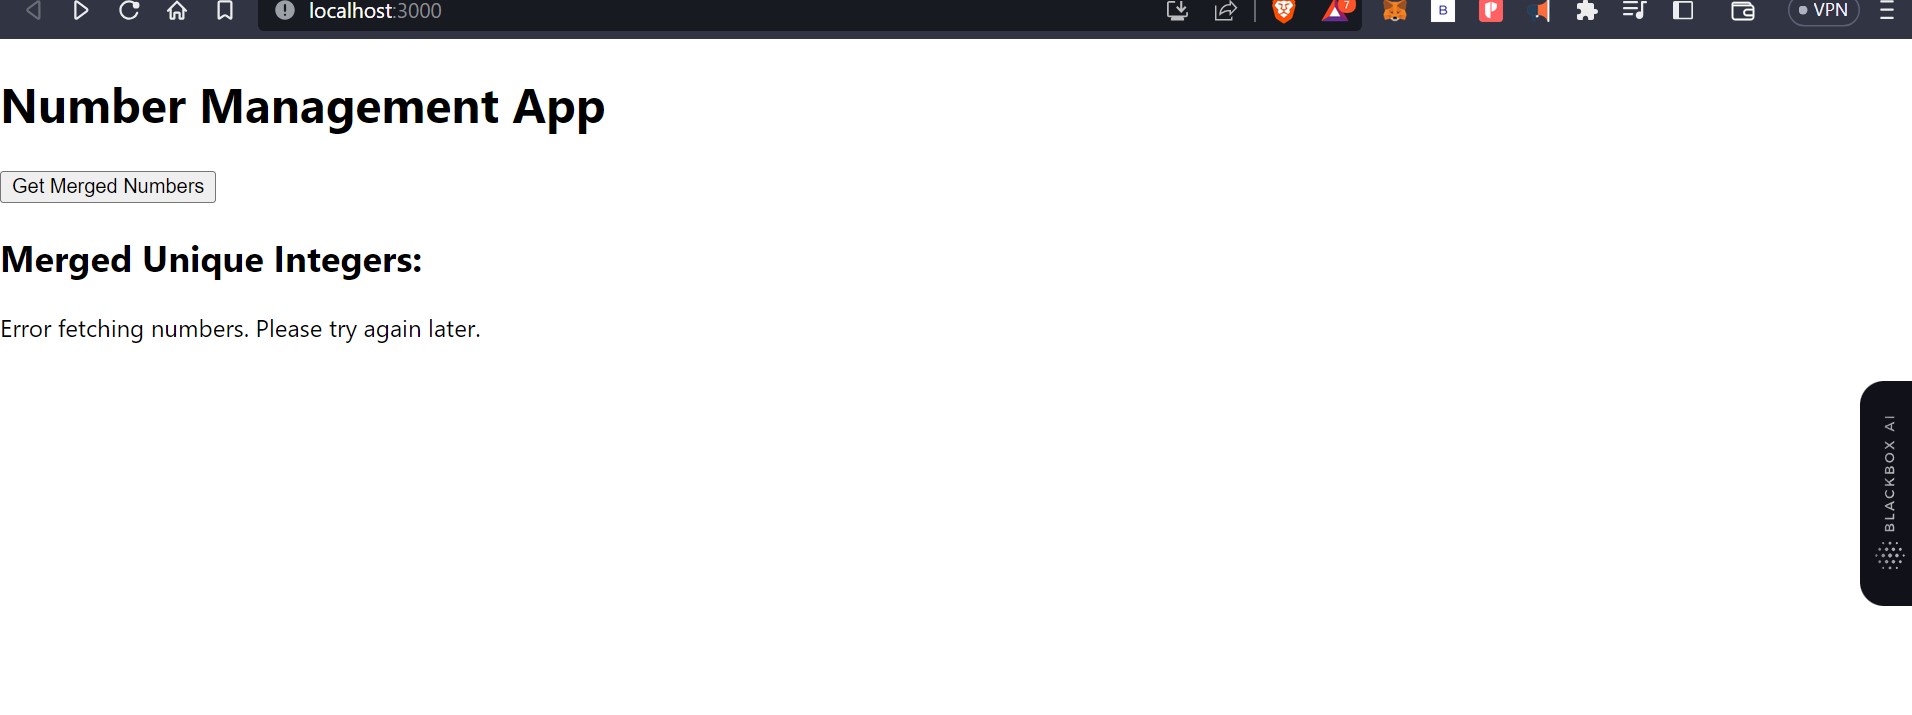 localhost:3000
7
B
VPN
Number Management App
Get Merged Numbers
Merged Unique Integers:
Error fetching numbers. Please try again later.
BLACKBOX AI